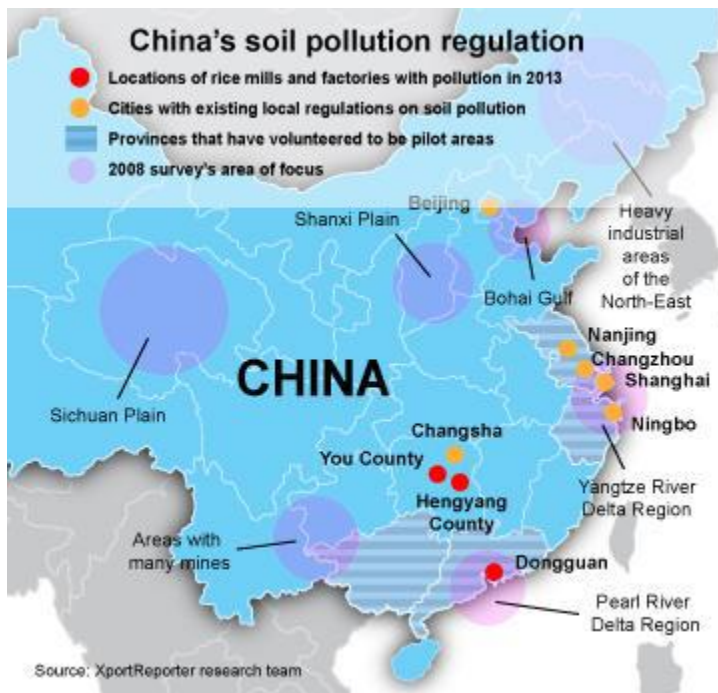 China's soil pollution regulation
Locations of rice mills and factories with pollution in 2013
Cities with existing local regulations on soil pollution
Provinces that have volunteered to be pilot areas
2008 survey's area of focus
Beijing
Shanxi Plain
Heavy
industrial
areas
of the
North-East
Bohai Gulf
Nanjing
Changzhou
Shanghai
CHINA
Sichuan Plain
Ningbo
Changsha
You County
Hengyang
County
Yangtze River
Delta Region
Areas with
many mines
Dongguan
Pearl River
Delta Region
Source: XportReporter research team